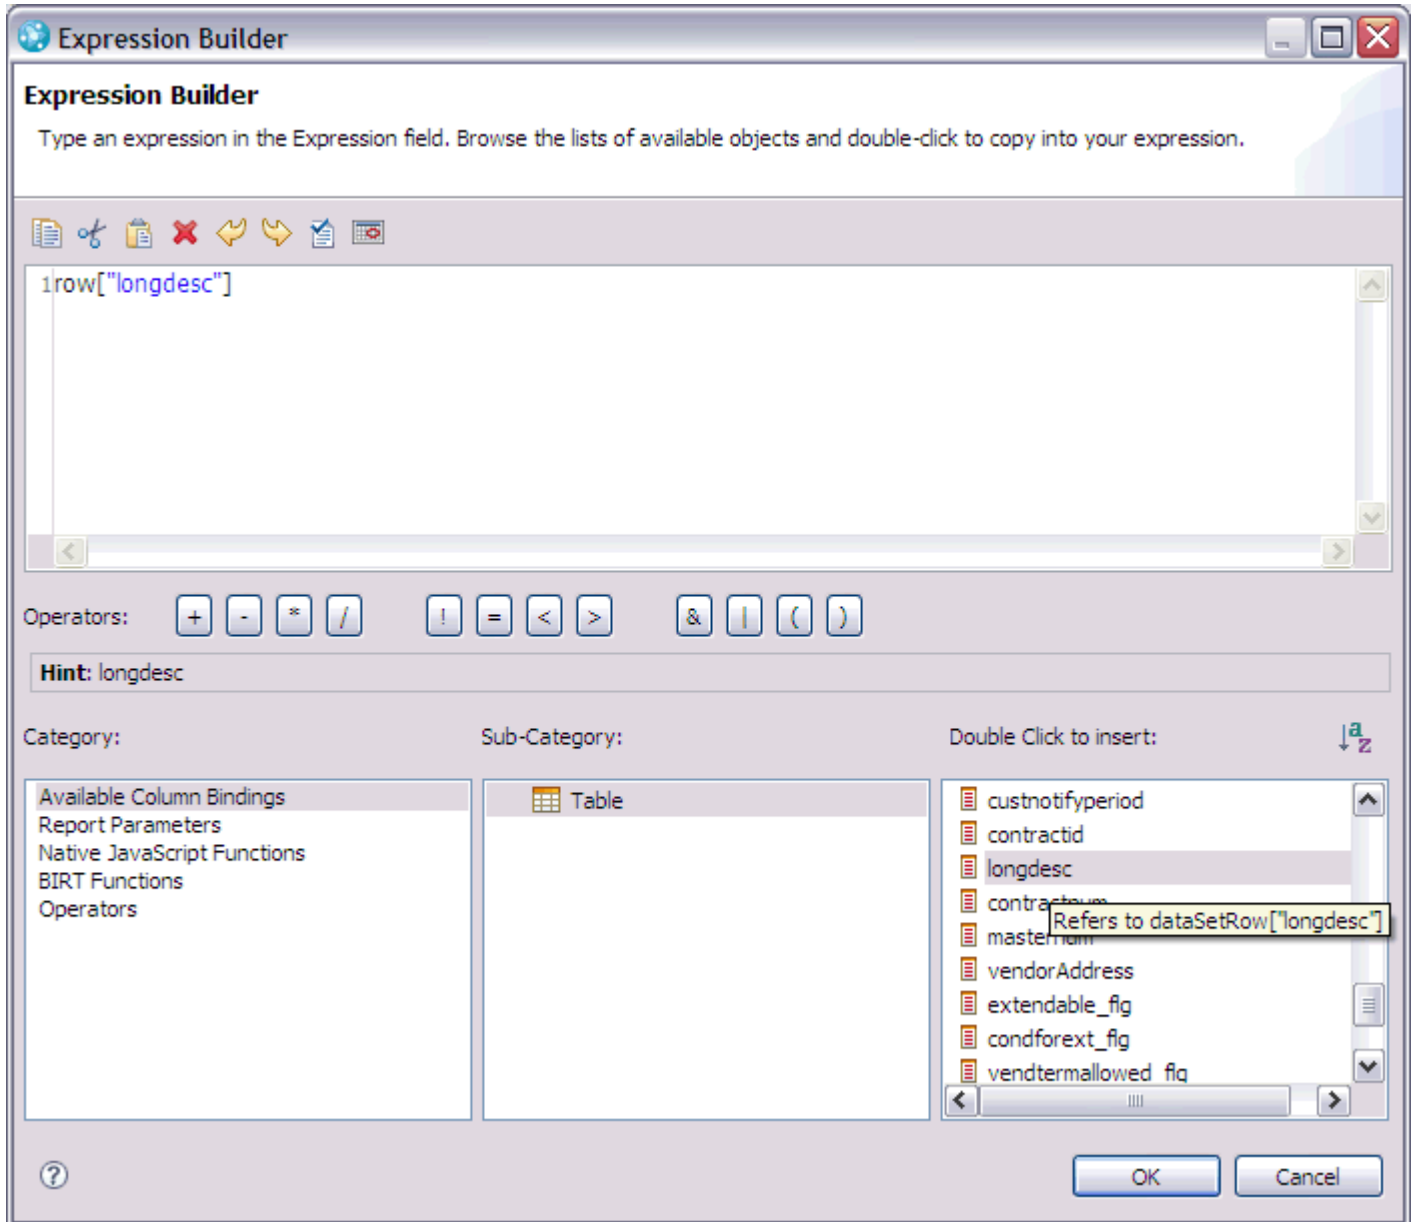 Expression Builder
Expression Builder
Type an expression in the Expression field. Browse the lists of available objects and double-click to copy into your expression.
1row["longdesc"]
Operators: + - * / ! = < > & | ( )
Hint: longdesc
Category:
Sub-Category:
Double Click to insert:
a
z
Available Column Bindings
Report Parameters
Native JavaScript Functions
BIRT Functions
Operators
Table
custnotifyperiod
contractid
longdesc
contractnum
Refers to dataSetRow["longdesc"]
masternum
vendorAddress
extendable_flg
condforext_flg
vendtermallowed_flg
?
OK
Cancel